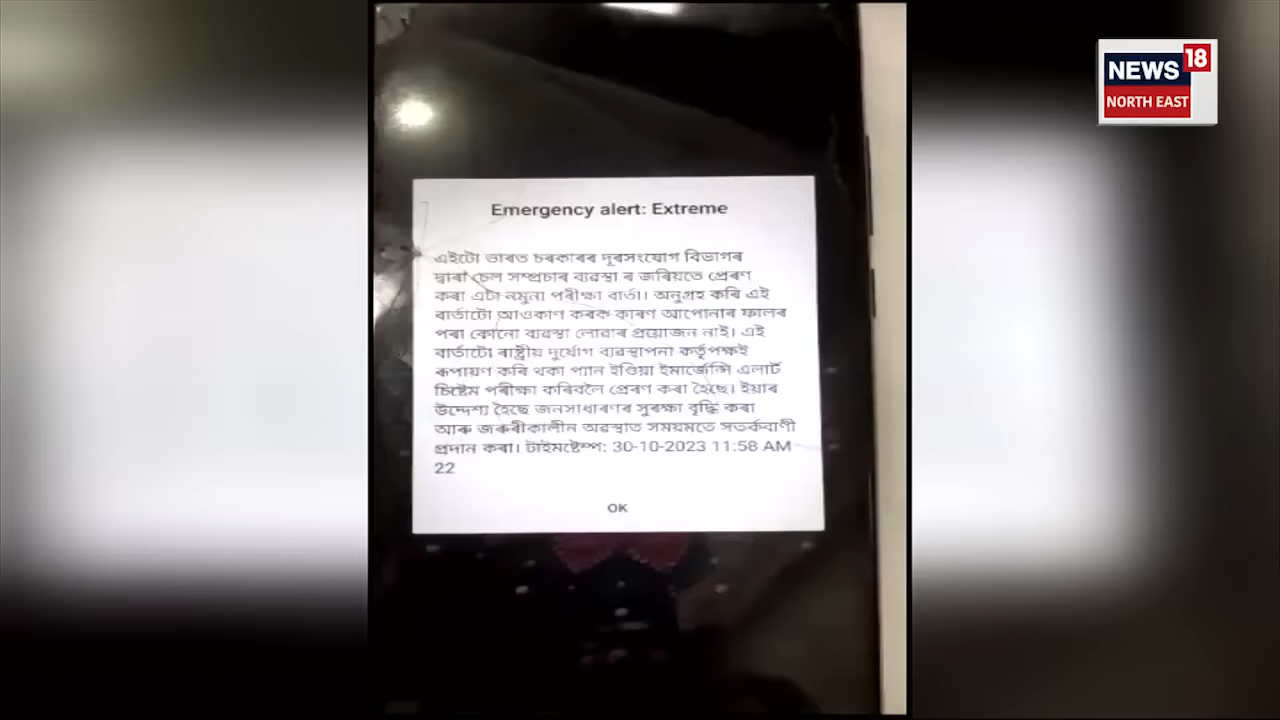 NEWS 18
NORTH EAST
Emergency alert: Extreme
এইটো ভাৰত চৰকাৰৰ দূৰসংযোগ বিভাগৰ
দ্বাৰা চেল সম্প্ৰচাৰ ব্যৱস্থা ৰ জৰিয়তে প্ৰেৰণ
কৰা এটা নমুনা পৰীক্ষা বাৰ্তা। অনুগ্ৰহ কৰি এই
বাৰ্তাটো আওকাণ কৰক কাৰণ আপোনাৰ ফালৰ
পৰা কোনো ব্যৱস্থা লোৱাৰ প্ৰয়োজন নাই। এই
বাৰ্তাটো ৰাষ্ট্ৰীয় দুৰ্যোগ ব্যৱস্থাপনা কৰ্তৃপক্ষই
ৰূপায়ণ কৰি থকা প্যান ইণ্ডিয়া ইমাৰ্জেন্সি এলাৰ্ট
চিষ্টেম পৰীক্ষা কৰিবলৈ প্ৰেৰণ কৰা হৈছে। ইয়াৰ
উদ্দেশ্য হৈছে জনসাধাৰণৰ সুৰক্ষা বৃদ্ধি কৰা
আৰু জৰুৰীকালীন অৱস্থাত সময়মতে সতৰ্কবাণী
প্ৰদান কৰা। টাইমষ্টেম্প: 30-10-2023 11:58 AM
22
OK